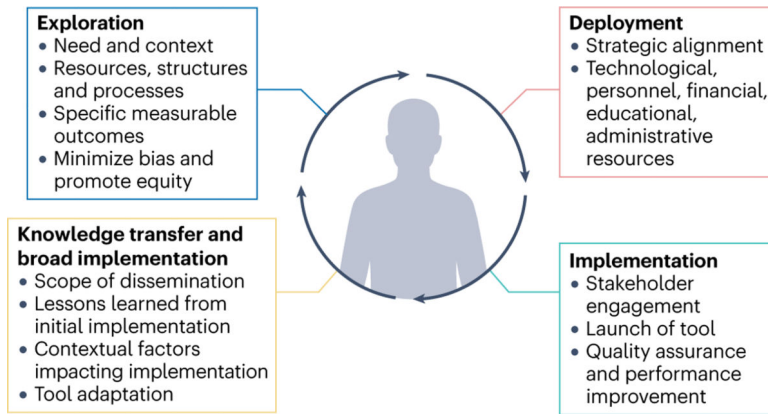 Exploration
• Need and context
• Resources, structures
and processes
• Specific measurable
outcomes
• Minimize bias and
promote equity
Deployment
• Strategic alignment
• Technological,
personnel, financial,
educational,
administrative
resources
Knowledge transfer and
broad implementation
• Scope of dissemination
• Lessons learned from
initial implementation
• Contextual factors
impacting implementation
• Tool adaptation
Implementation
• Stakeholder
engagement
• Launch of tool
• Quality assurance
and performance
improvement